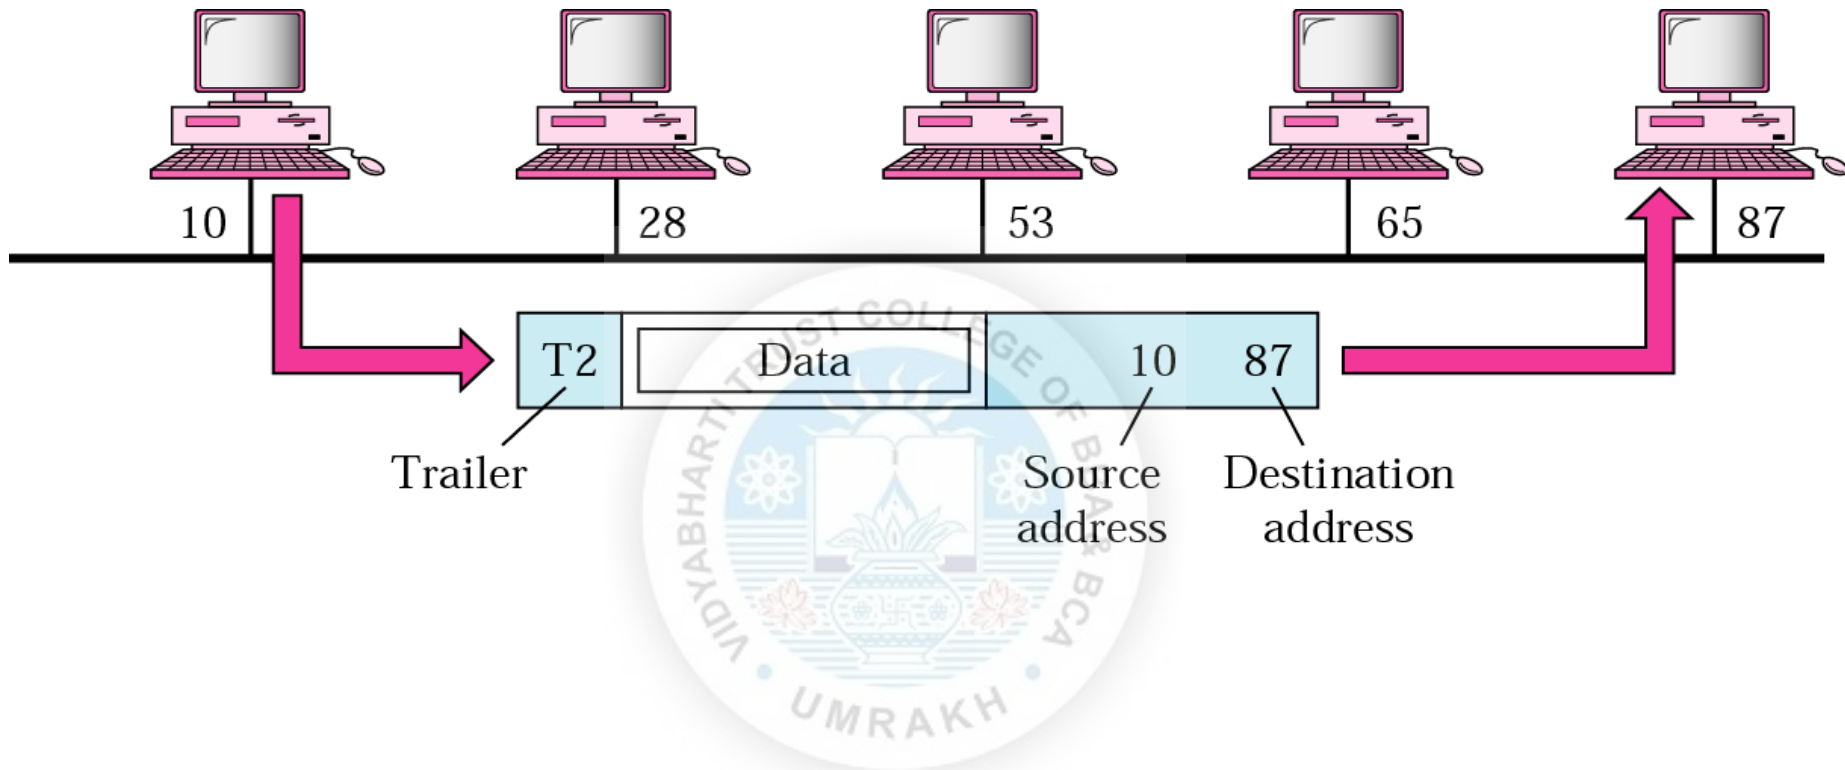 10
28
53
65
87
T2
Data
10
87
Trailer
Source
address
Destination
address
VIDYABHARTI TRUST COLLEGE OF BBA & BCA
UMRAKH